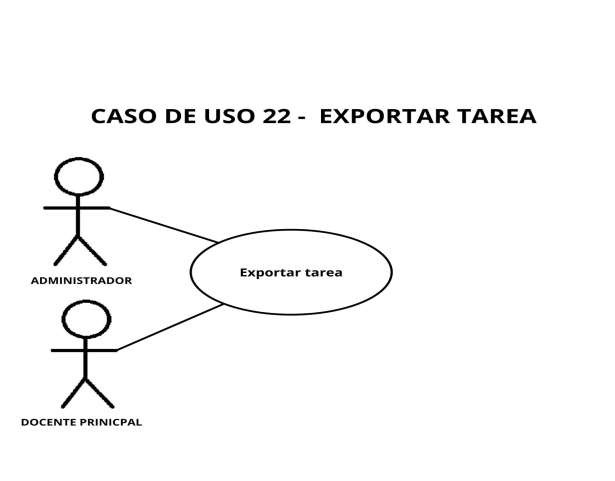 CASO DE USO 22 -  EXPORTAR TAREA
Exportar tarea
ADMINISTRADOR
DOCENTE PRINICPAL